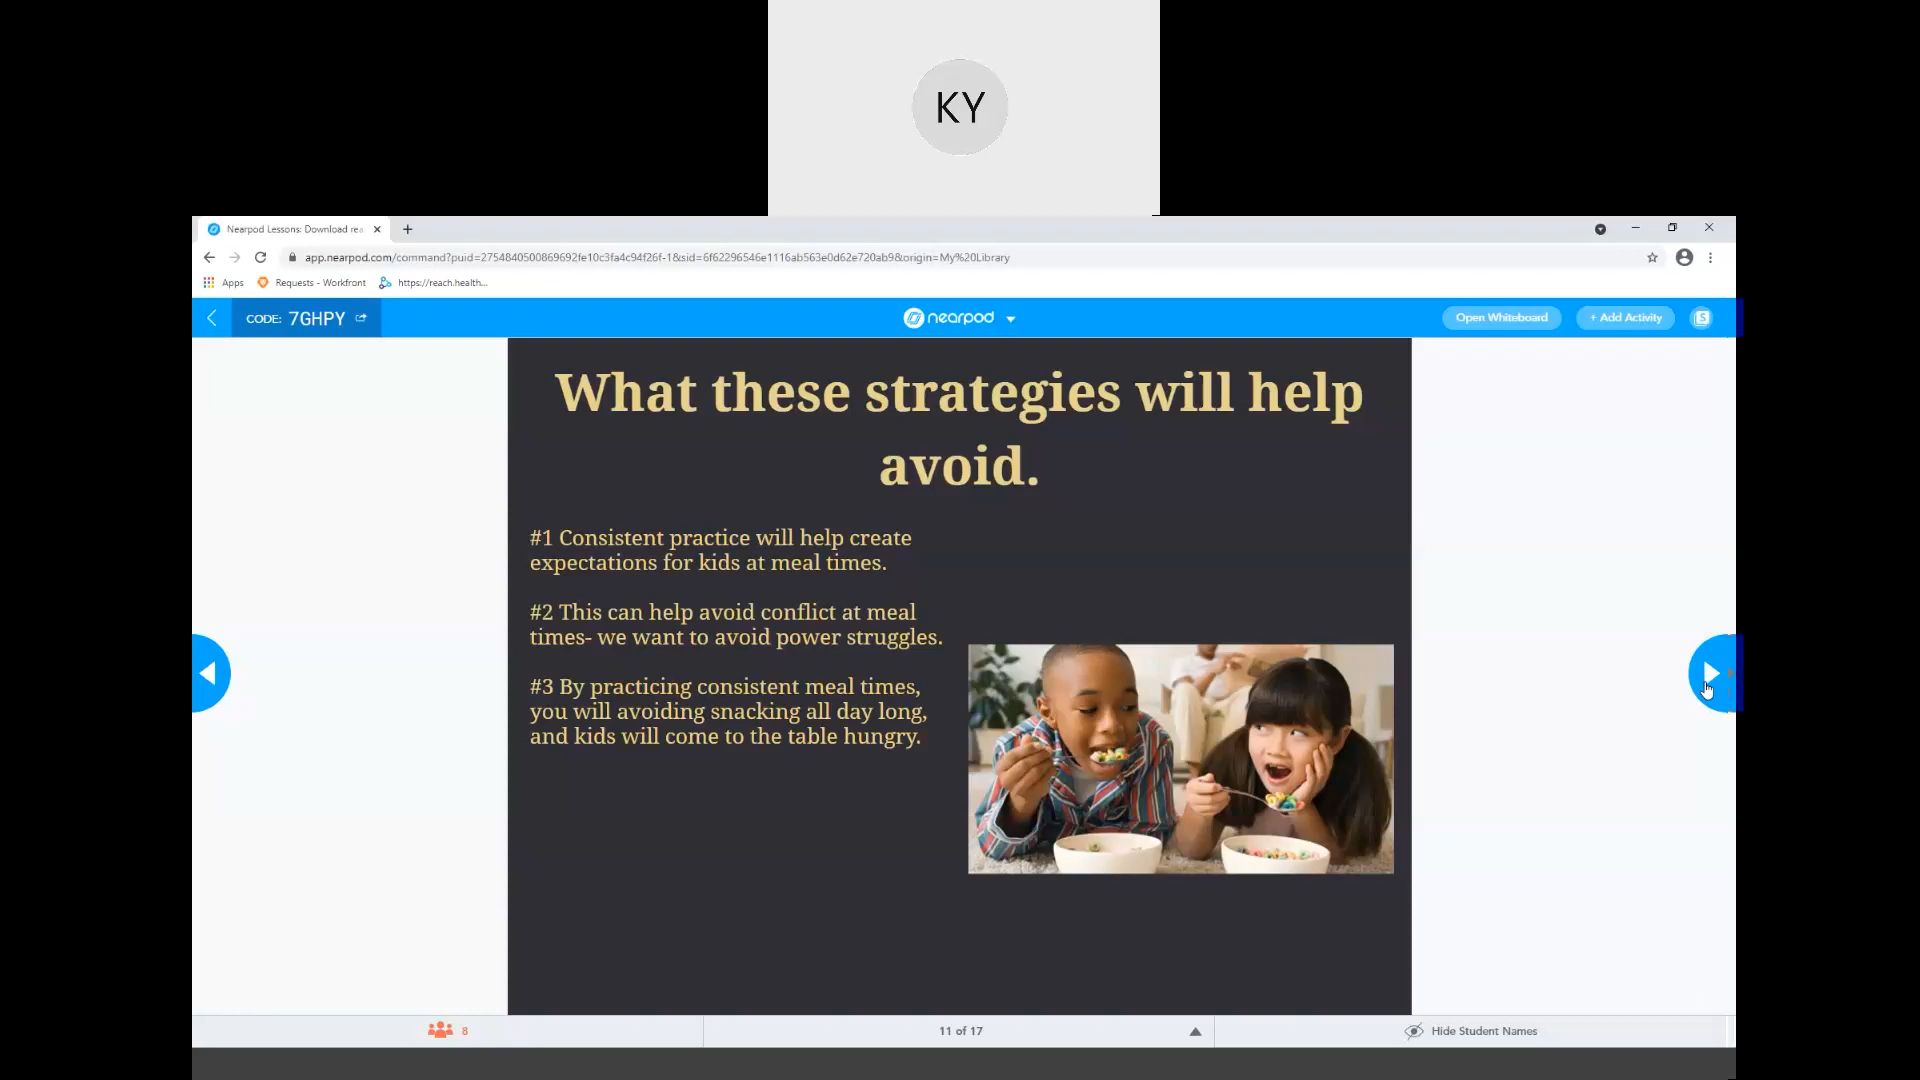 KY
Nearpod Lessons: Download rea
app.nearpod.com/command?puid=2754840500869692fe10c3fa4c94f26f-1&sid=6f62296546e1116ab563e0d62e720ab9&origin=My%20Library
Apps Requests - Workfront https://reach.health...
CODE: 7GHPY nearpod Open Whiteboard + Add Activity S
What these strategies will help
avoid.
#1 Consistent practice will help create
expectations for kids at meal times.
#2 This can help avoid conflict at meal
times- we want to avoid power struggles.
#3 By practicing consistent meal times,
you will avoiding snacking all day long,
and kids will come to the table hungry.
8 11 of 17 Hide Student Names